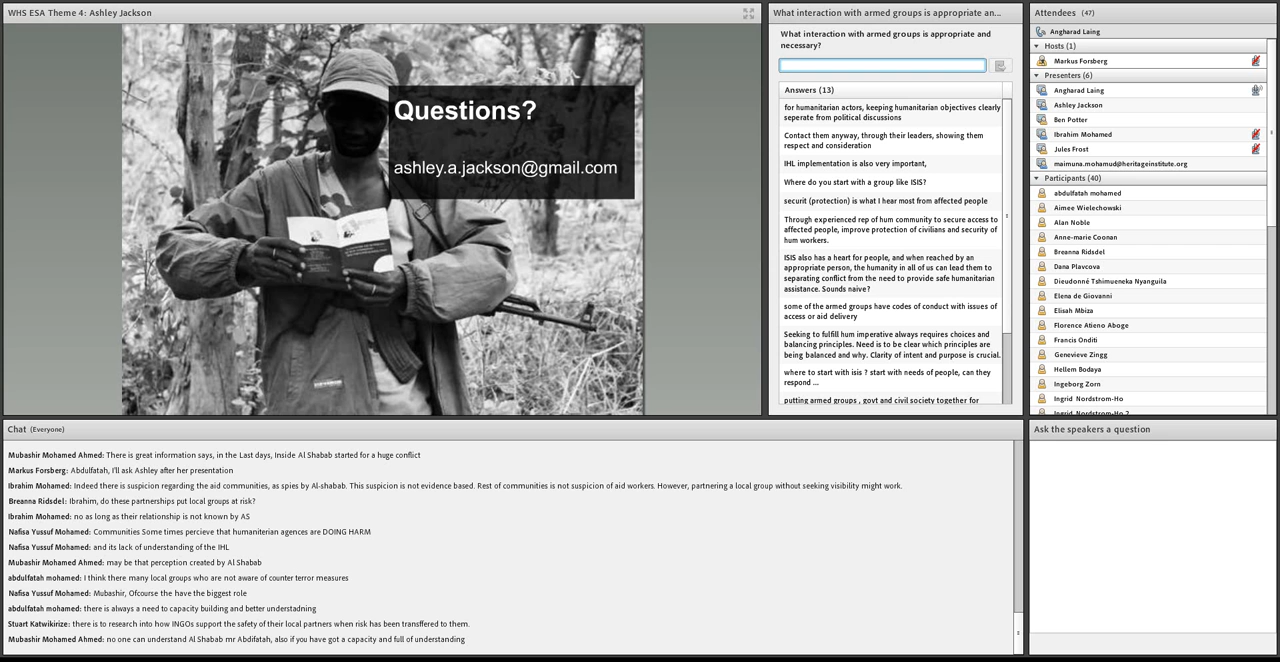 WHS ESA Theme 4: Ashley Jackson
Questions?
ashley.a.jackson@gmail.com
What interaction with armed groups is appropriate an...
What interaction with armed groups is appropriate and
necessary?
Answers (13)
for humanitarian actors, keeping humanitarian objectives clearly
seperate from political discussions
Contact them anyway, through their leaders, showing them
respect and consideration
IHL implementation is also very important,
Where do you start with a group like ISIS?
securit (protection) is what I hear most from affected people
Through experienced rep of hum community to secure access to
affected people, improve protection of civilians and security of
hum workers.
ISIS also has a heart for people, and when reached by an
appropriate person, the humanity in all of us can lead them to
separating conflict from the need to provide safe humanitarian
assistance. Sounds naive?
some of the armed groups have codes of conduct with issues of
access or aid delivery
Seeking to fulfill hum imperative always requires choices and
balancing principles. Need is to be clear which principles are
being balanced and why. Clarity of intent and purpose is crucial.
where to start with isis ? start with needs of people, can they
respond ...
putting armed groups , govt and civil society together for
Attendees (47)
Angharad Laing
Hosts (1)
Markus Forsberg
Presenters (6)
Angharad Laing
Ashley Jackson
Ben Potter
Ibrahim Mohamed
Jules Frost
maimuna.mohamud@heritageinstitute.org
Participants (40)
abdulfatah mohamed
Aimee Wielechowski
Alan Noble
Anne-marie Coonan
Breanna Ridsdel
Dana Plavcova
Dieudonné Tshimueneka Nyanguila
Elena de Giovanni
Elisah Mbiza
Florence Atieno Aboge
Francis Onditi
Genevieve Zingg
Hellem Bodaya
Ingeborg Zorn
Ingrid Nordstrom-Ho
Ingrid Nordstrom-Ho 2
Chat (Everyone)
Mubashir Mohamed Ahmed: There is great information says, in the Last days, Inside Al Shabab started for a huge conflict
Markus Forsberg: Abdulfatah, I'll ask Ashley after her presentation
Ibrahim Mohamed: Indeed there is suspicion regarding the aid communities, as spies by Al-shabab. This suspicion is not evidence based. Rest of communities is not suspicion of aid workers. However, partnering a local group without seeking visibility might work.
Breanna Ridsdel: Ibrahim, do these partnerships put local groups at risk?
Ibrahim Mohamed: no as long as their relationship is not known by AS
Nafisa Yussuf Mohamed: Communities Some times percieve that humaniterian agencies are DOING HARM
Nafisa Yussuf Mohamed: and its lack of understanding of the IHL
Mubashir Mohamed Ahmed: may be that perception created by Al Shabab
abdulfatah mohamed: I think there many local groups who are not aware of counter terror measures
Nafisa Yussuf Mohamed: Mubashir, Ofcourse the have the biggest role
abdulfatah mohamed: there is always a need to capacity building and better understadning
Stuart Katwikirize: there is to research into how INGOs support the safety of their local partners when risk has been transffered to them.
Mubashir Mohamed Ahmed: no one can understand Al Shabab mr Abdifatah, also if you have got a capacity and full of understanding
Ask the speakers a question